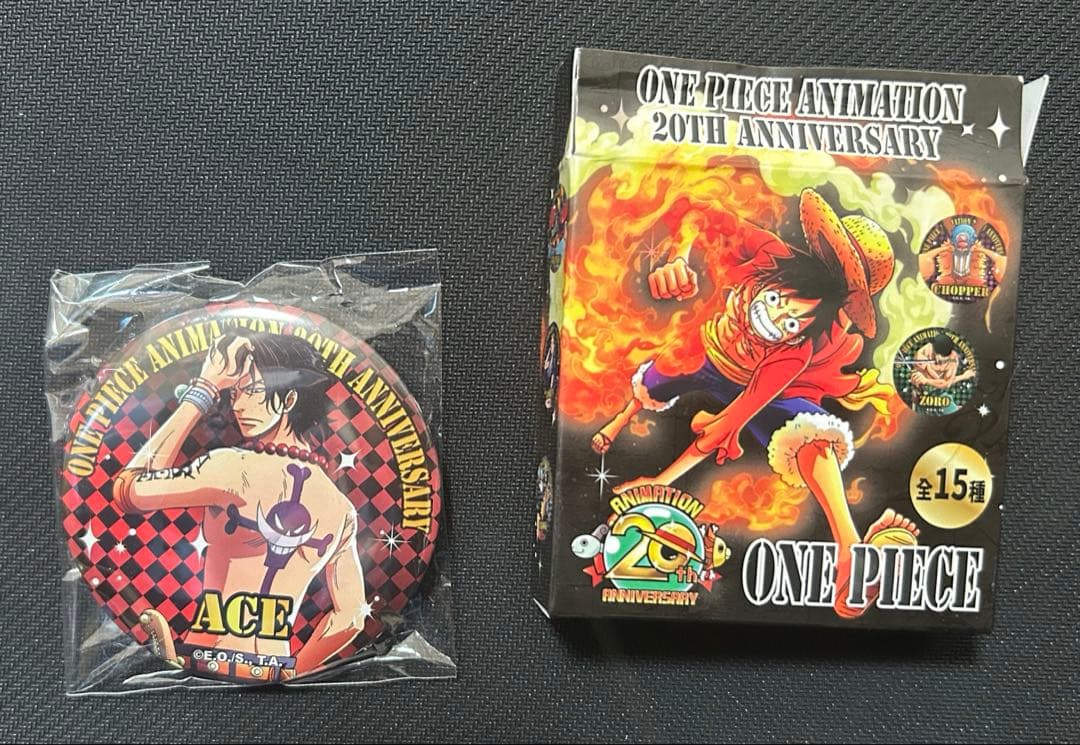 ONE PIECE ANIMATION 20TH ANNIVERSARY
ACE
©E.O./S., T.A.
ONE PIECE ANIMATION
20TH ANNIVERSARY
CHOPPER
ZORO
全15種
ANIMATION
20th
ANNIVERSARY
ONE PIECE